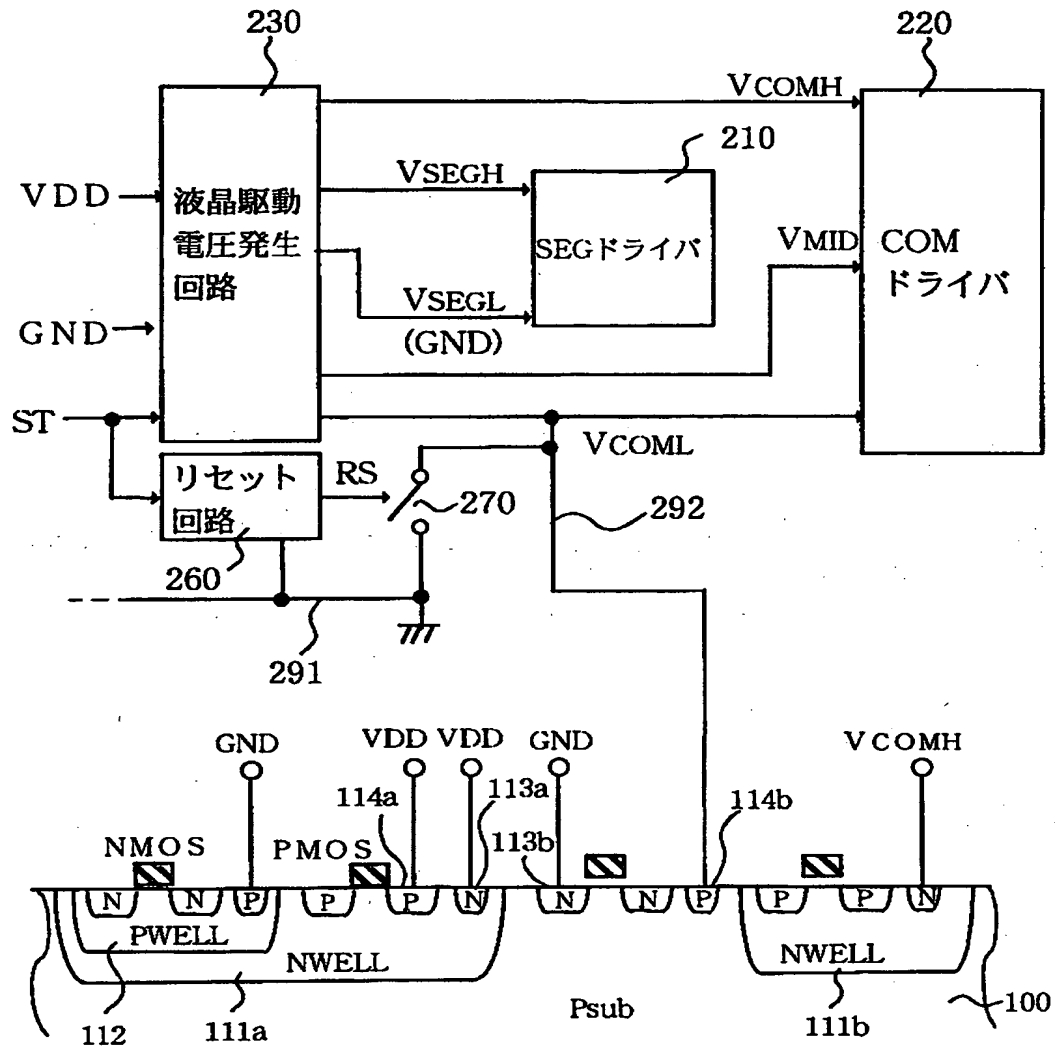 230
220
VCOMH
210
VSEGH
VDD
液晶駆動
電圧発生
回路
SEGドライバ
VMID
COM
ドライバ
VSEGL
(GND)
GND
ST
VCOML
リセット
回路
RS
270
292
260
291
GND
VDD
VDD
GND
VCOMH
114a
113a
113b
114b
NMOS
PMOS
N
N
P
P
P
N
N
N
P
P
P
N
PWELL
NWELL
NWELL
Psub
100
112
111a
111b